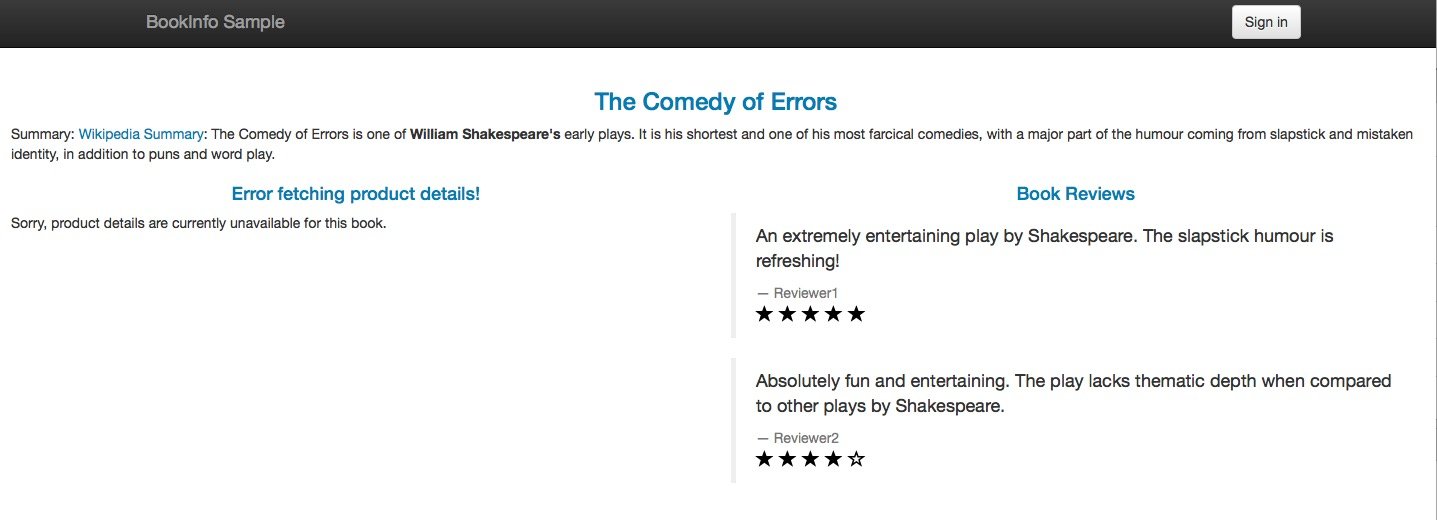 BookInfo Sample
Sign in
The Comedy of Errors
Summary: Wikipedia Summary: The Comedy of Errors is one of William Shakespeare's early plays. It is his shortest and one of his most farcical comedies, with a major part of the humour coming from slapstick and mistaken
identity, in addition to puns and word play.
Error fetching product details!
Sorry, product details are currently unavailable for this book.
Book Reviews
An extremely entertaining play by Shakespeare. The slapstick humour is
refreshing!
— Reviewer1
★★★★★
Absolutely fun and entertaining. The play lacks thematic depth when compared
to other plays by Shakespeare.
— Reviewer2
★★★★☆